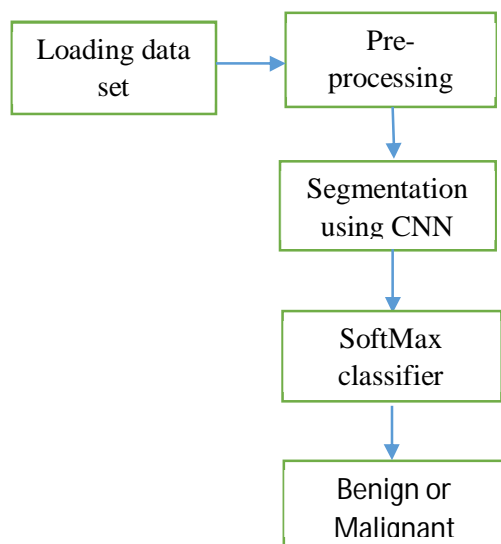 Loading data
set
Pre-
processing
Segmentation
using CNN
SoftMax
classifier
Benign or
Malignant